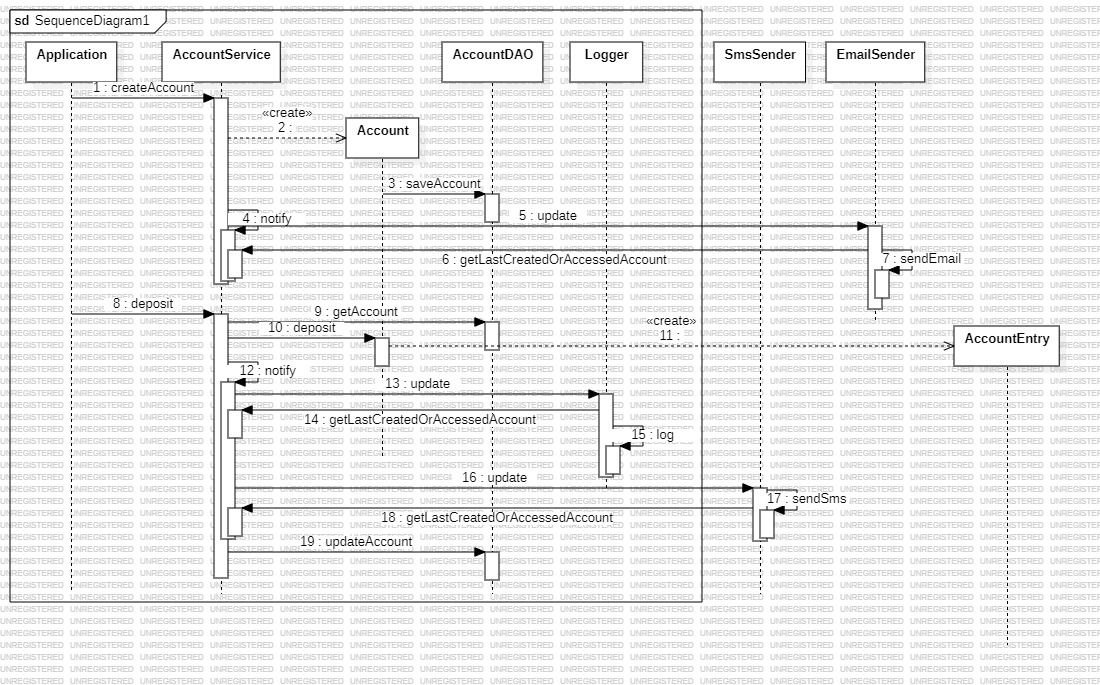 sd SequenceDiagram1
Application
AccountService
AccountDAO
Logger
SmsSender
EmailSender
1 : createAccount
«create»
2 :
Account
3 : saveAccount
4 : notify
5 : update
6 : getLastCreatedOrAccessedAccount
7 : sendEmail
8 : deposit
9 : getAccount
10 : deposit
«create»
11 :
AccountEntry
12 : notify
13 : update
14 : getLastCreatedOrAccessedAccount
15 : log
16 : update
17 : sendSms
18 : getLastCreatedOrAccessedAccount
19 : updateAccount
UNREGISTERED